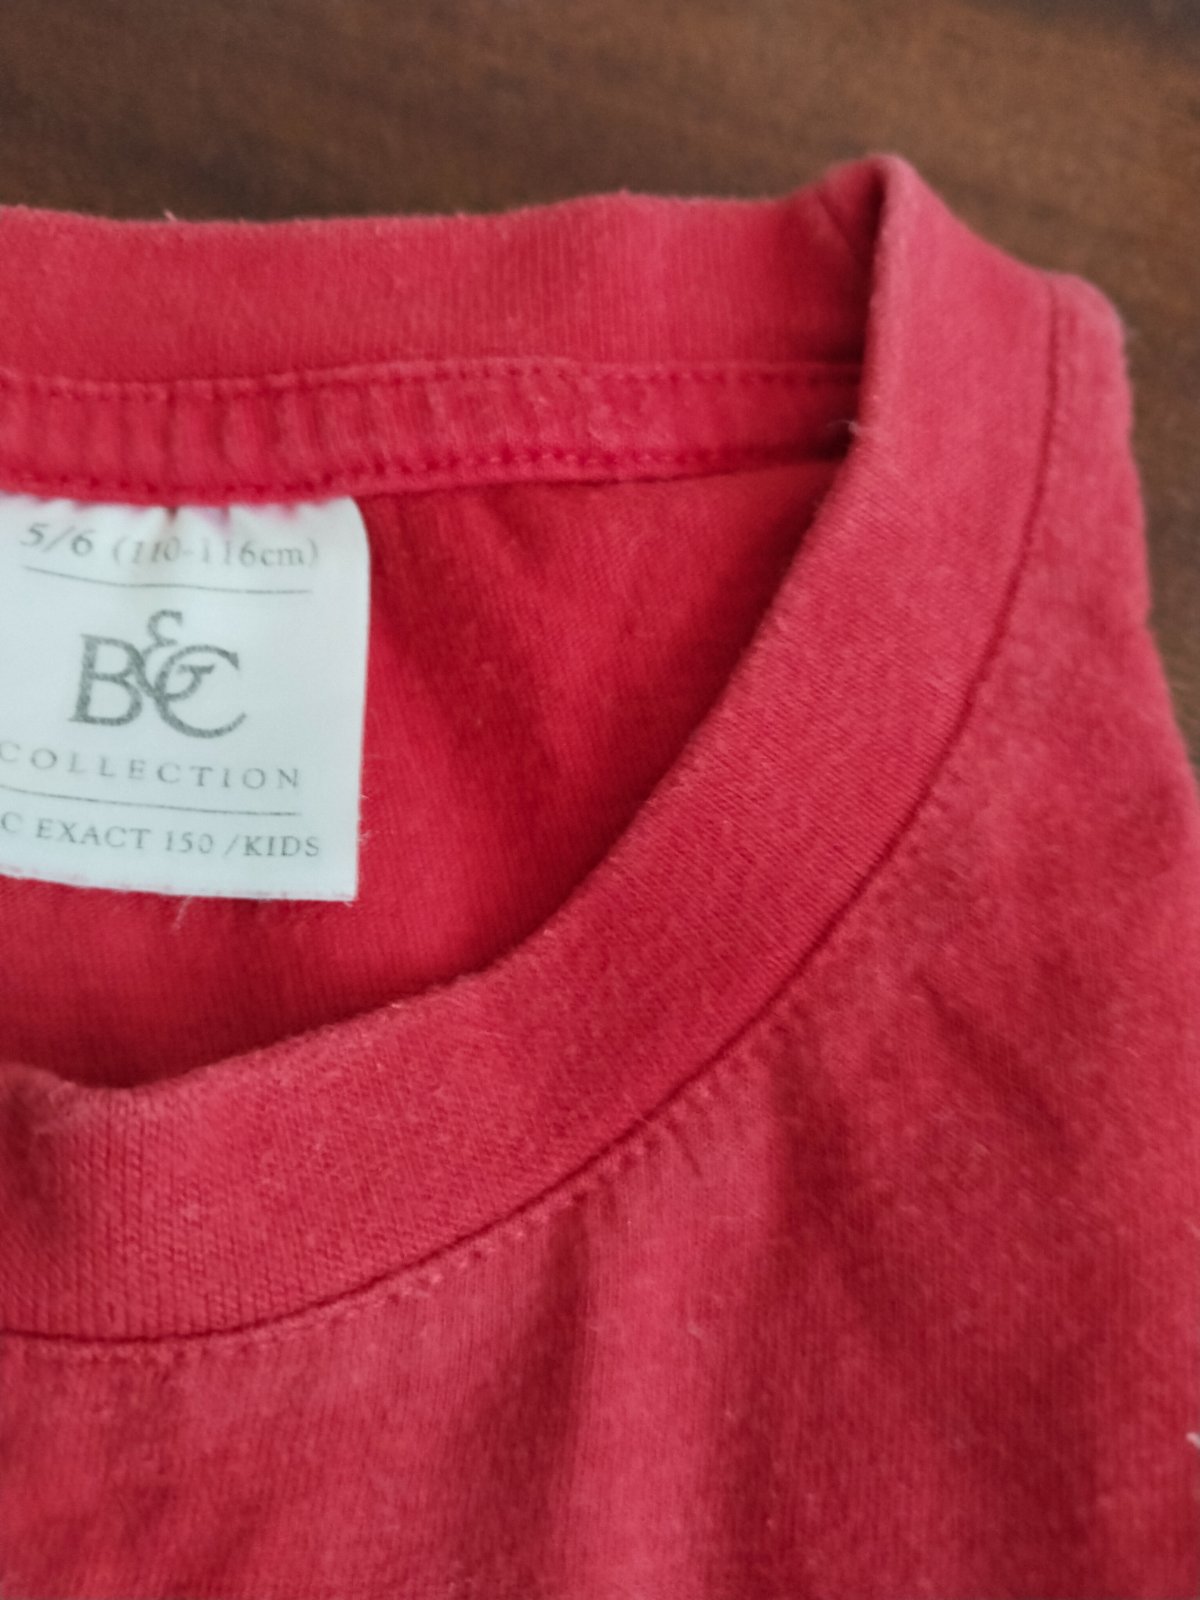 5/6 (110-116cm)
B&C
COLLECTION
C EXACT 150 /KIDS